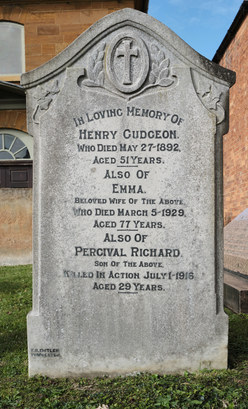 In Loving Memory Of
Henry Gudgeon.
Who Died May 27-1892,
Aged 51 Years.
Also Of
Emma.
Beloved Wife Of The Above.
Who Died March 5-1929.
Aged 77 Years.
Also Of
Percival Richard.
Son Of The Above,
Killed In Action July 1-1916
Aged 29 Years.